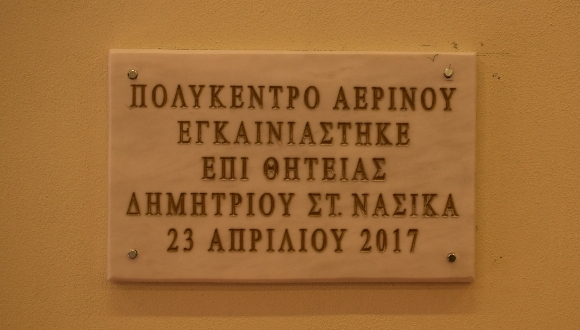 ΠΟΛΥΚΕΝΤΡΟ ΑΕΡΙΝΟΥ
ΕΓΚΑΙΝΙΑΣΤΗΚΕ
ΕΠΙ ΘΗΤΕΙΑΣ
ΔΗΜΗΤΡΙΟΥ ΣΤ. ΝΑΣΙΚΑ
23 ΑΠΡΙΛΙΟΥ 2017